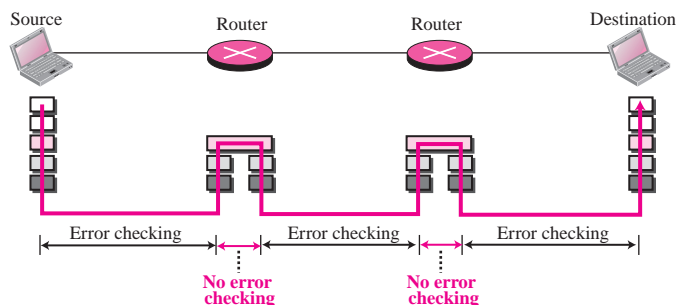 Source
Router
Router
Destination
Error checking
Error checking
Error checking
No error
checking
No error
checking